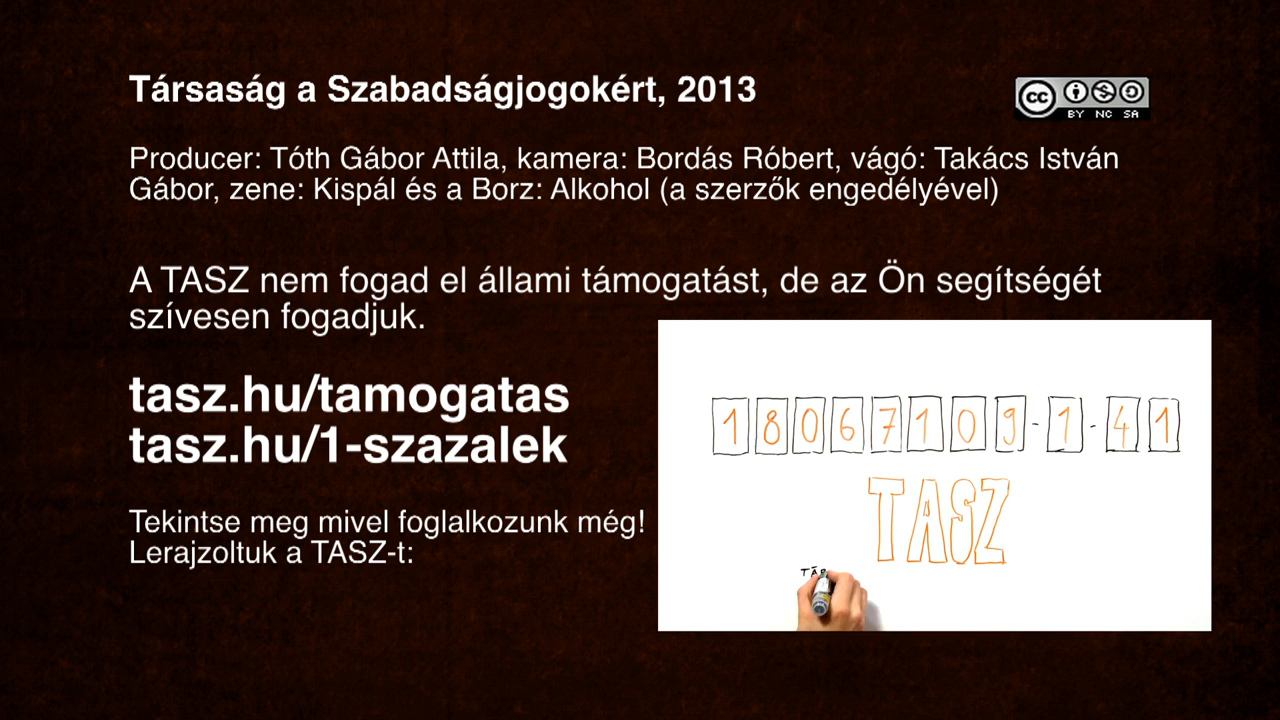 Társaság a Szabadságjogokért, 2013
cc
BY NC SA
Producer: Tóth Gábor Attila, kamera: Bordás Róbert, vágó: Takács István
Gábor, zene: Kispál és a Borz: Alkohol (a szerzők engedélyével)
A TASZ nem fogad el állami támogatást, de az Ön segítségét
szívesen fogadjuk.
tasz.hu/tamogatas
tasz.hu/1-szazalek
Tekintse meg mivel foglalkozunk még!
Lerajzoltuk a TASZ-t:
18067109-1-41
TASZ
TÁR